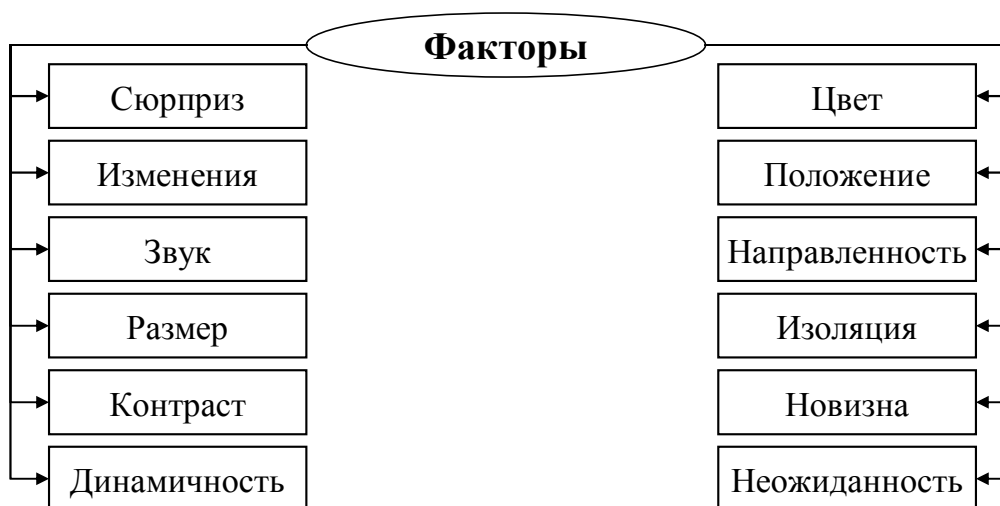 Факторы
Сюрприз
Изменения
Звук
Размер
Контраст
Динамичность
Цвет
Положение
Направленность
Изоляция
Новизна
Неожиданность